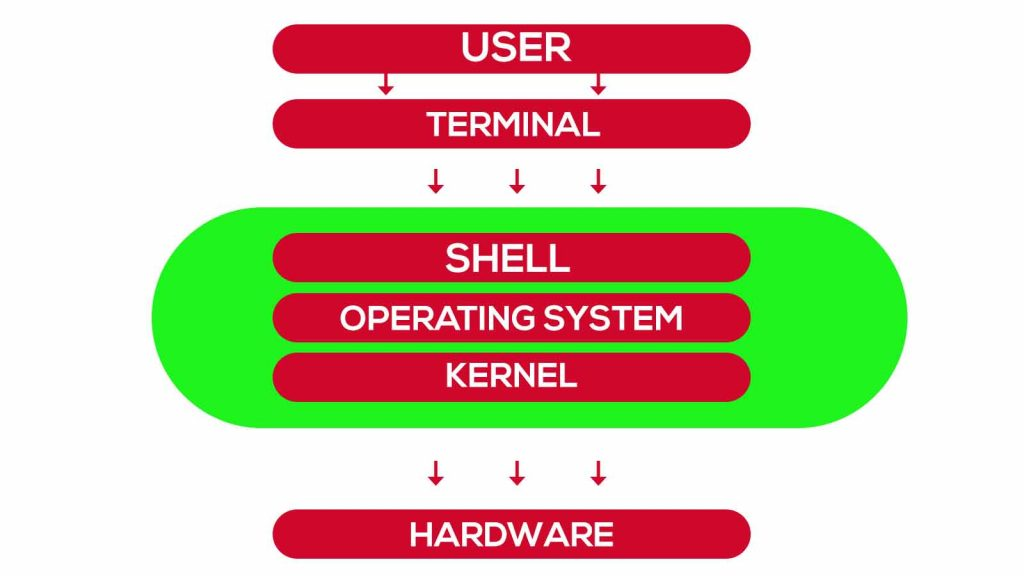 USER
TERMINAL
SHELL
OPERATING SYSTEM
KERNEL
HARDWARE